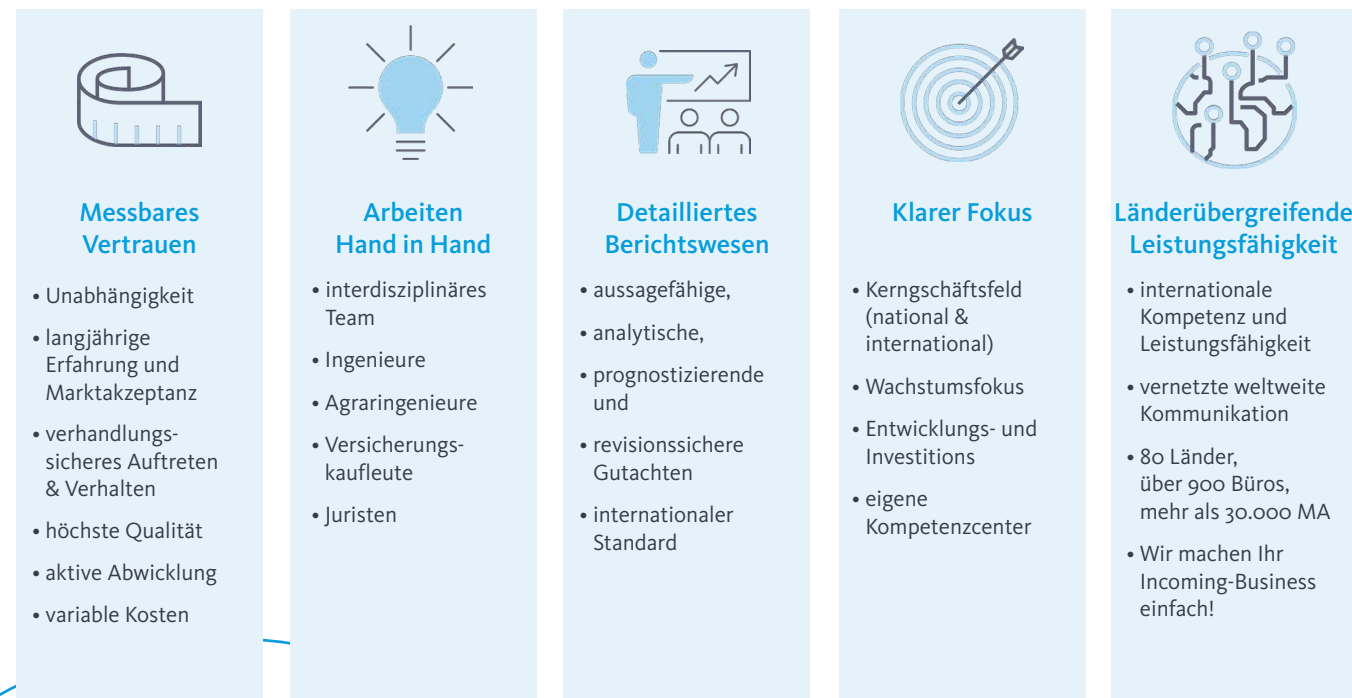 Messbares
Vertrauen
• Unabhängigkeit
• langjährige
Erfahrung und
Marktakzeptanz
• verhandlungs-
sicheres Auftreten
& Verhalten
• höchste Qualität
• aktive Abwicklung
• variable Kosten
Arbeiten
Hand in Hand
• interdisziplinäres
Team
• Ingenieure
• Agraringenieure
• Versicherungs-
kaufleute
• Juristen
Detailliertes
Berichtswesen
• aussagefähige,
• analytische,
• prognostizierende
und
• revisionssichere
Gutachten
• internationaler
Standard
Klarer Fokus
• Kerngschäftsfeld
(national &
international)
• Wachstumsfokus
• Entwicklungs- und
Investitions
• eigene
Kompetenzcenter
Länderübergreifende
Leistungsfähigkeit
• internationale
Kompetenz und
Leistungsfähigkeit
• vernetzte weltweite
Kommunikation
• 80 Länder,
über 900 Büros,
mehr als 30.000 MA
• Wir machen Ihr
Incoming-Business
einfach!